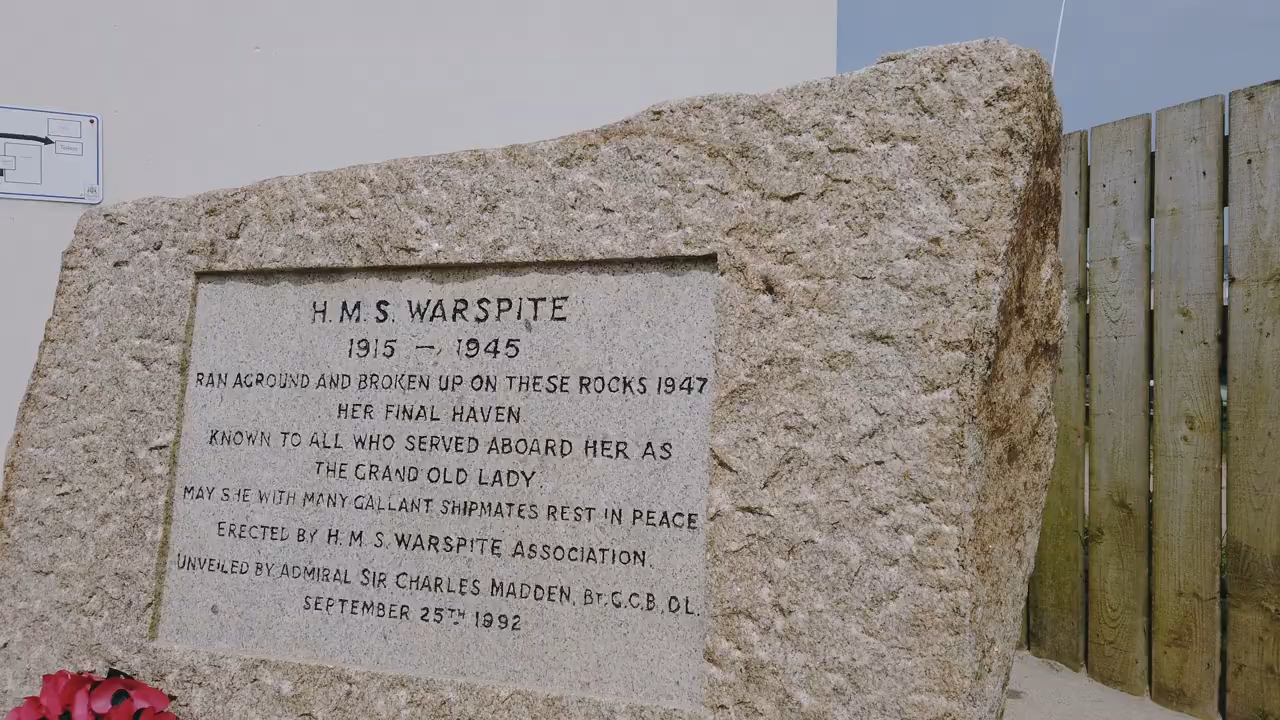 H.M.S. WARSPITE
1915 – 1945
RAN AGROUND AND BROKEN UP ON THESE ROCKS 1947
HER FINAL HAVEN
KNOWN TO ALL WHO SERVED ABOARD HER AS
THE GRAND OLD LADY.
MAY SHE WITH MANY GALLANT SHIPMATES REST IN PEACE
ERECTED BY H.M.S. WARSPITE ASSOCIATION.
UNVEILED BY ADMIRAL SIR CHARLES MADDEN, BT. G.C.B., D.L.
SEPTEMBER 25TH 1992